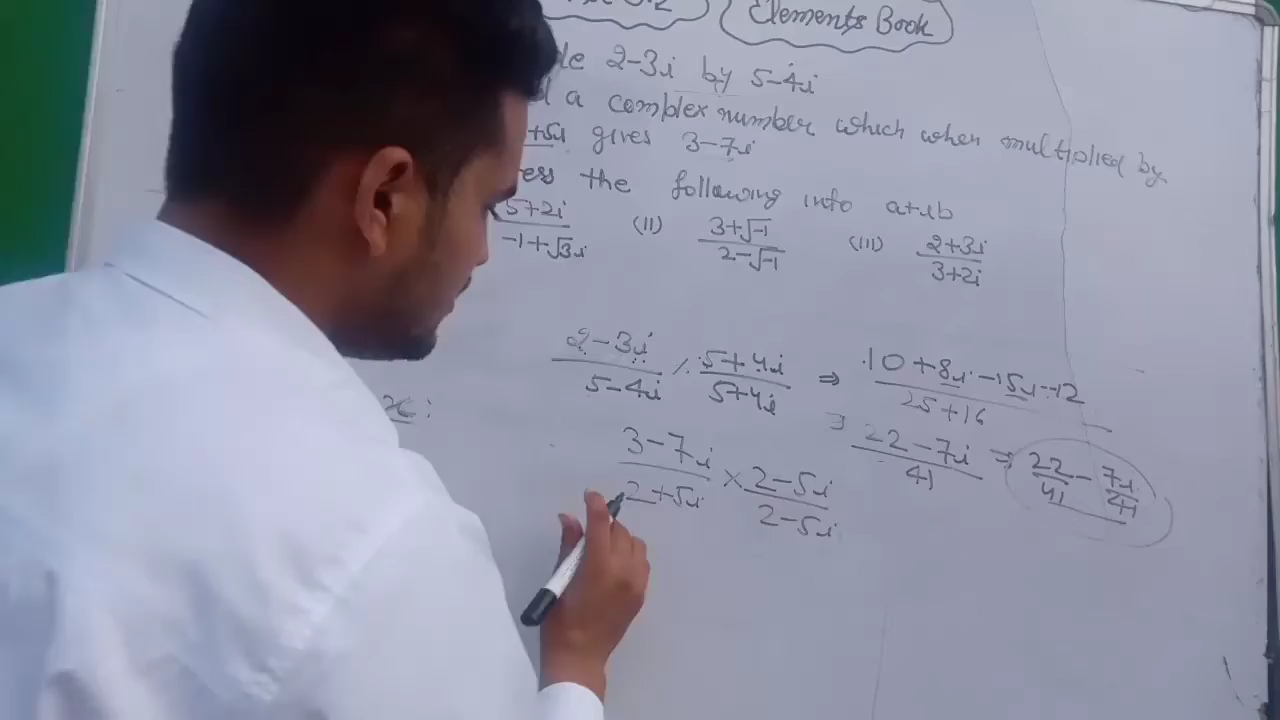 Elements Book
2-3i by 5-4i
a complex number which when multiplied by
+5i gives 3-7i
the following into a+ib
5+2i/-1+√3i (II) 3+√-1/2-√-1 (III) 2+3i/3+2i
2-3i/5-4i × 5+4i/5+4i ⇒ 10+8i-15i+12/25+16
⇒ 22-7i/41 ⇒ 22/41 - 7i/41
3-7i/2+5i × 2-5i/2-5i